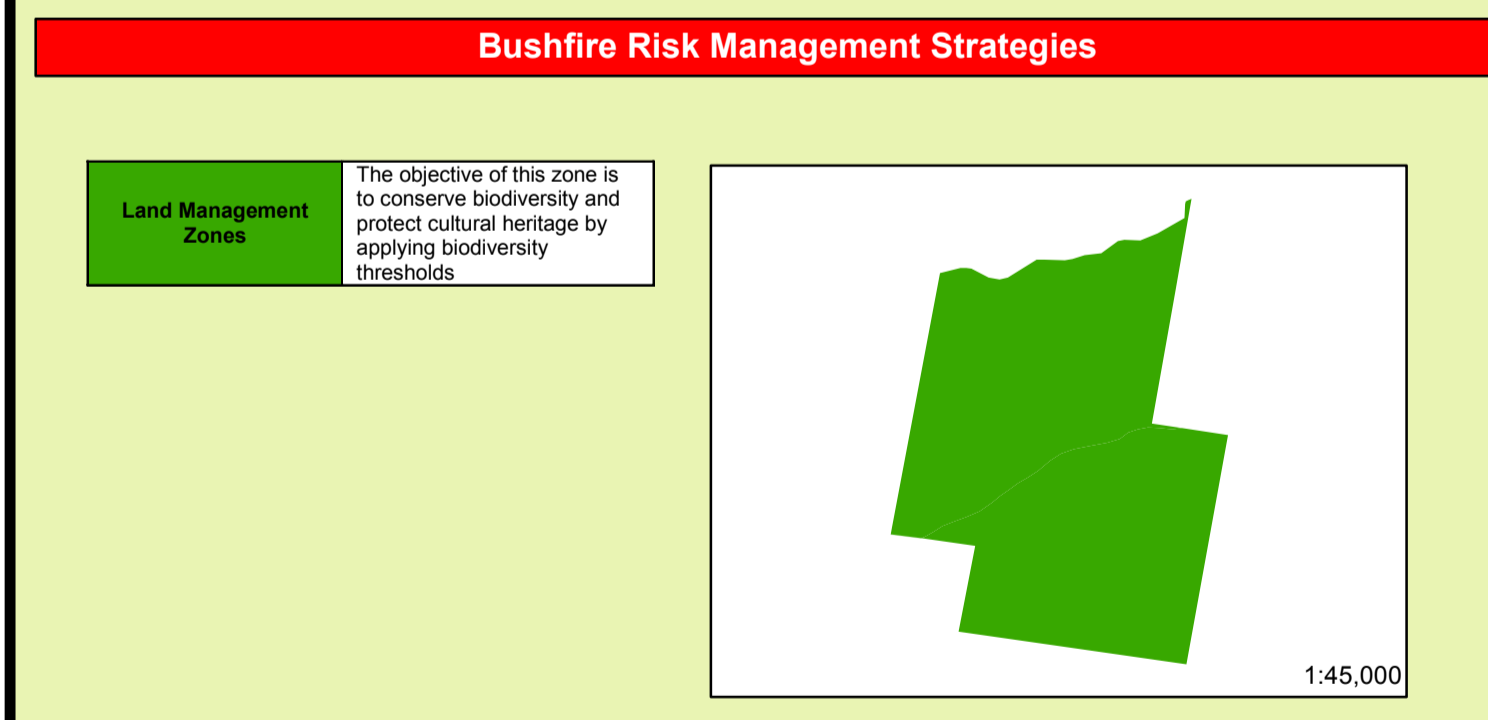 Bushfire Risk Management Strategies
Land Management
Zones
The objective of this zone is
to conserve biodiversity and
protect cultural heritage by
applying biodiversity
thresholds
1:45,000